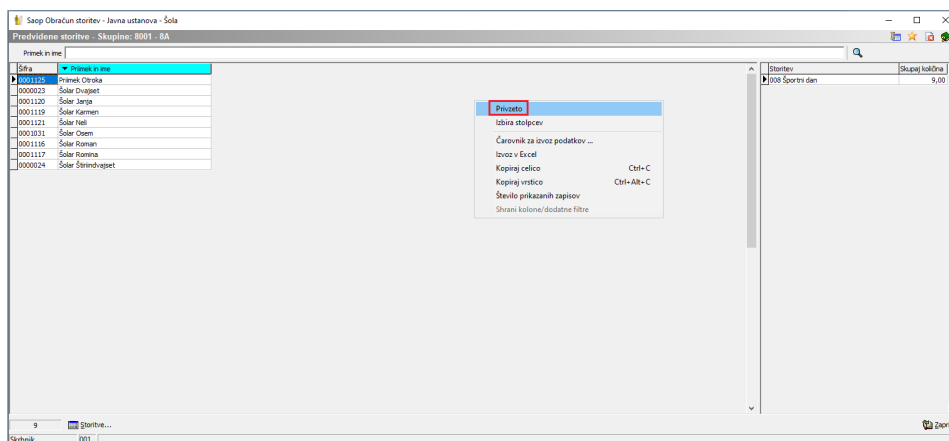 Saop Obračun storitev - Javna ustanova - Šola
Predvidene storitve - Skupine: 8001 - 8A
Priimek in ime
Šifra Priimek in ime
0001125 Priimek Otroka
0000023 Šolar Dvajset
0001120 Šolar Janja
0001119 Šolar Karmen
0001121 Šolar Neli
0001031 Šolar Osem
0001116 Šolar Roman
0001117 Šolar Romina
0000024 Šolar Štiriindvajset
Privzeto
Izbira stolpcev
Čarovnik za izvoz podatkov ...
Izvoz v Excel
Kopiraj celico Ctrl+C
Kopiraj vrstico Ctrl+Alt+C
Število prikazanih zapisov
Shrani kolone/dodatne filtre
Storitev Skupaj količina
008 Športni dan 9,00
9 Storitve...
Zapri
Skrbnik 001